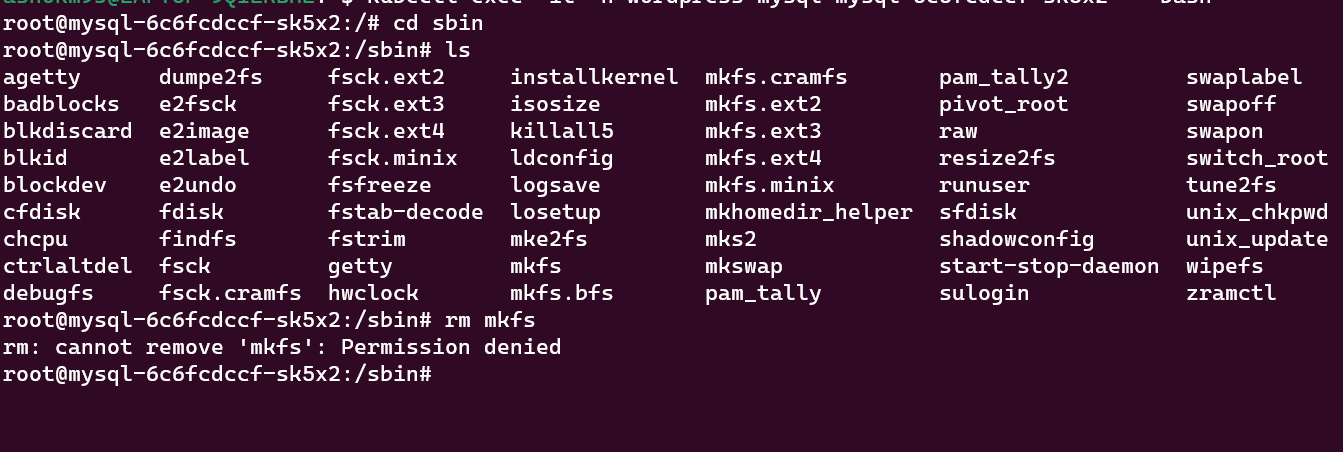 root@mysql-6c6fcdccf-sk5x2:/# cd sbin
root@mysql-6c6fcdccf-sk5x2:/sbin# ls
agetty dumpe2fs fsck.ext2 installkernel mkfs.cramfs pam_tally2 swaplabel
badblocks e2fsck fsck.ext3 isosize mkfs.ext2 pivot_root swapoff
blkdiscard e2image fsck.ext4 killall5 mkfs.ext3 raw swapon
blkid e2label fsck.minix ldconfig mkfs.ext4 resize2fs switch_root
blockdev e2undo fsfreeze logsave mkfs.minix runuser tune2fs
cfdisk fdisk fstab-decode losetup mkhomedir_helper sfdisk unix_chkpwd
chcpu findfs fstrim mke2fs mks2 shadowconfig unix_update
ctrlaltdel fsck getty mkfs mkswap start-stop-daemon wipefs
debugfs fsck.cramfs hwclock mkfs.bfs pam_tally sulogin zramctl
root@mysql-6c6fcdccf-sk5x2:/sbin# rm mkfs
rm: cannot remove 'mkfs': Permission denied
root@mysql-6c6fcdccf-sk5x2:/sbin#